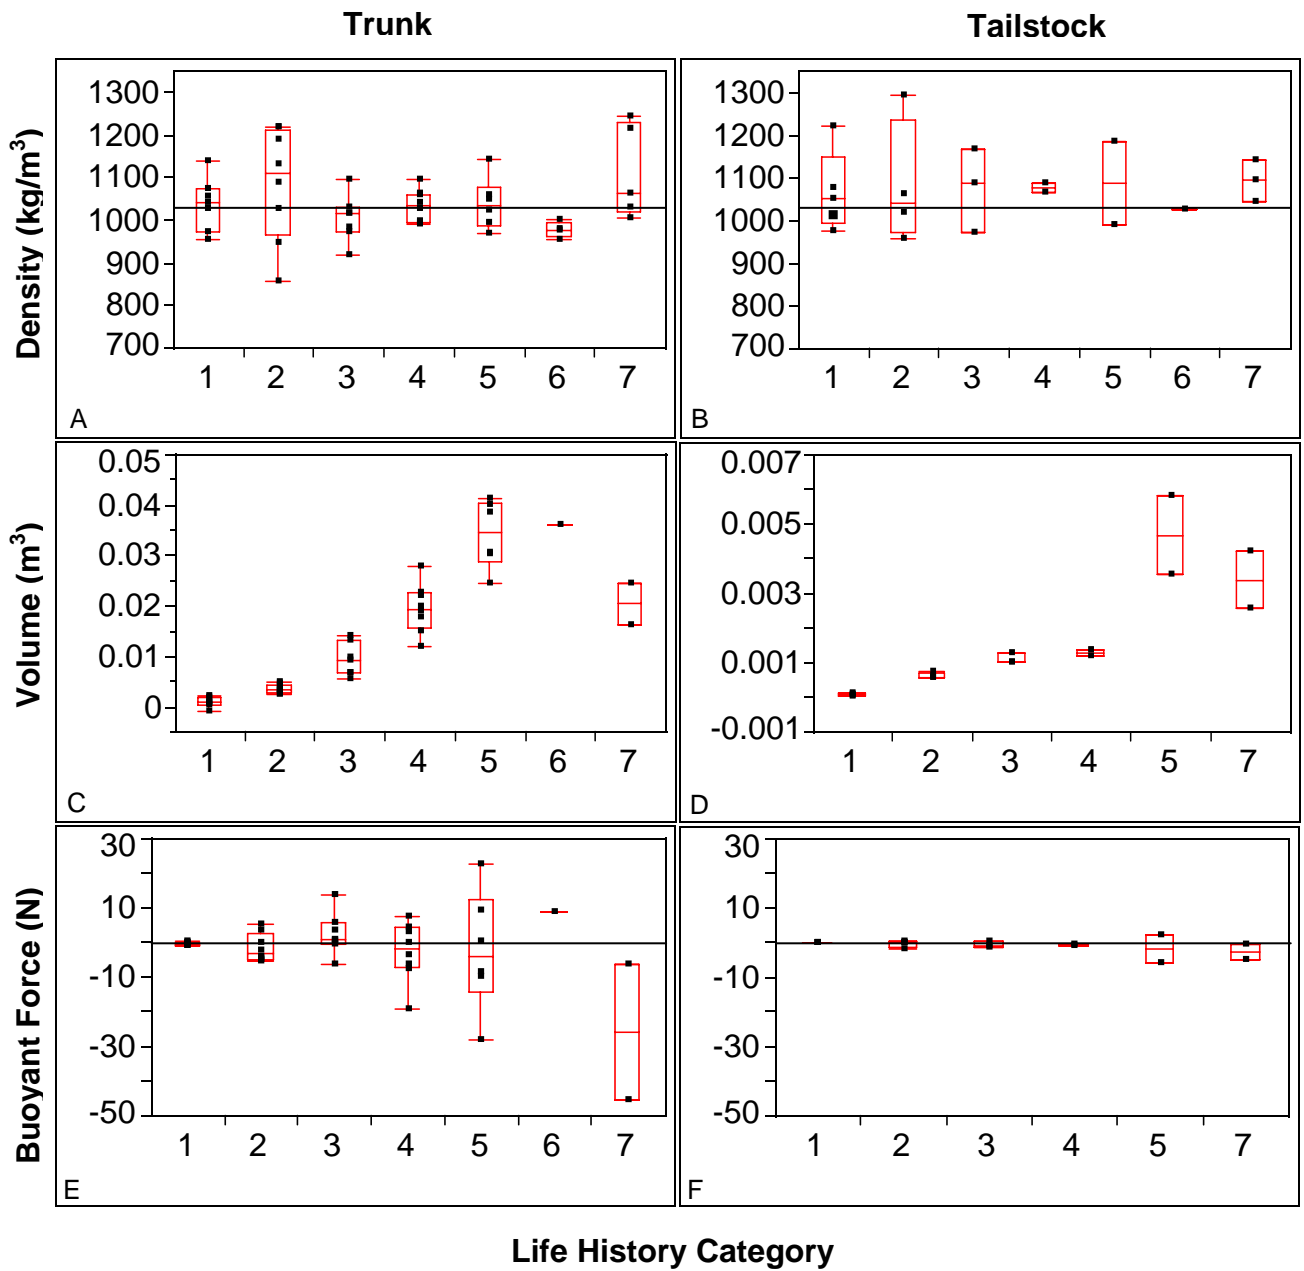 Trunk
Tailstock
Density (kg/m³)
1300
1200
1100
1000
900
800
700
1 2 3 4 5 6 7
A
1300
1200
1100
1000
900
800
700
1 2 3 4 5 6 7
B
Volume (m³)
0.05
0.04
0.03
0.02
0.01
0
1 2 3 4 5 6 7
C
0.007
0.005
0.003
0.001
-0.001
1 2 3 4 5 7
D
Buoyant Force (N)
30
10
-10
-30
-50
1 2 3 4 5 6 7
E
30
10
-10
-30
-50
1 2 3 4 5 7
F
Life History Category